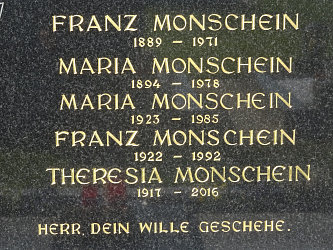 FRANZ MONSCHEIN
1889 – 1971
MARIA MONSCHEIN
1894 – 1978
MARIA MONSCHEIN
1923 – 1985
FRANZ MONSCHEIN
1922 – 1992
THERESIA MONSCHEIN
1917 – 2016
HERR, DEIN WILLE GESCHEHE.